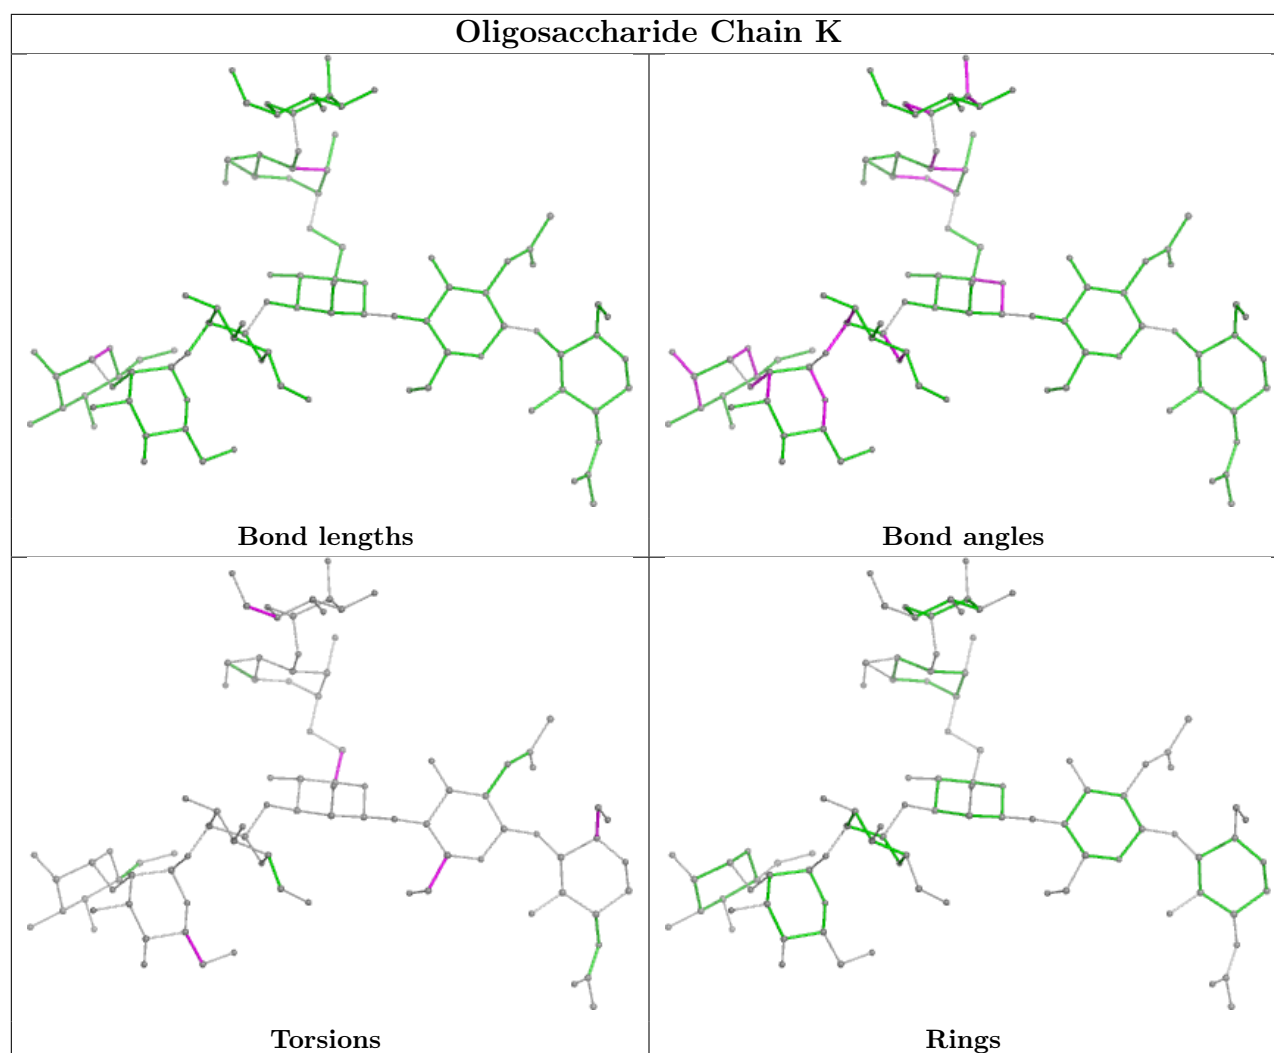 Oligosaccharide Chain K
Bond lengths
Bond angles
Torsions
Rings